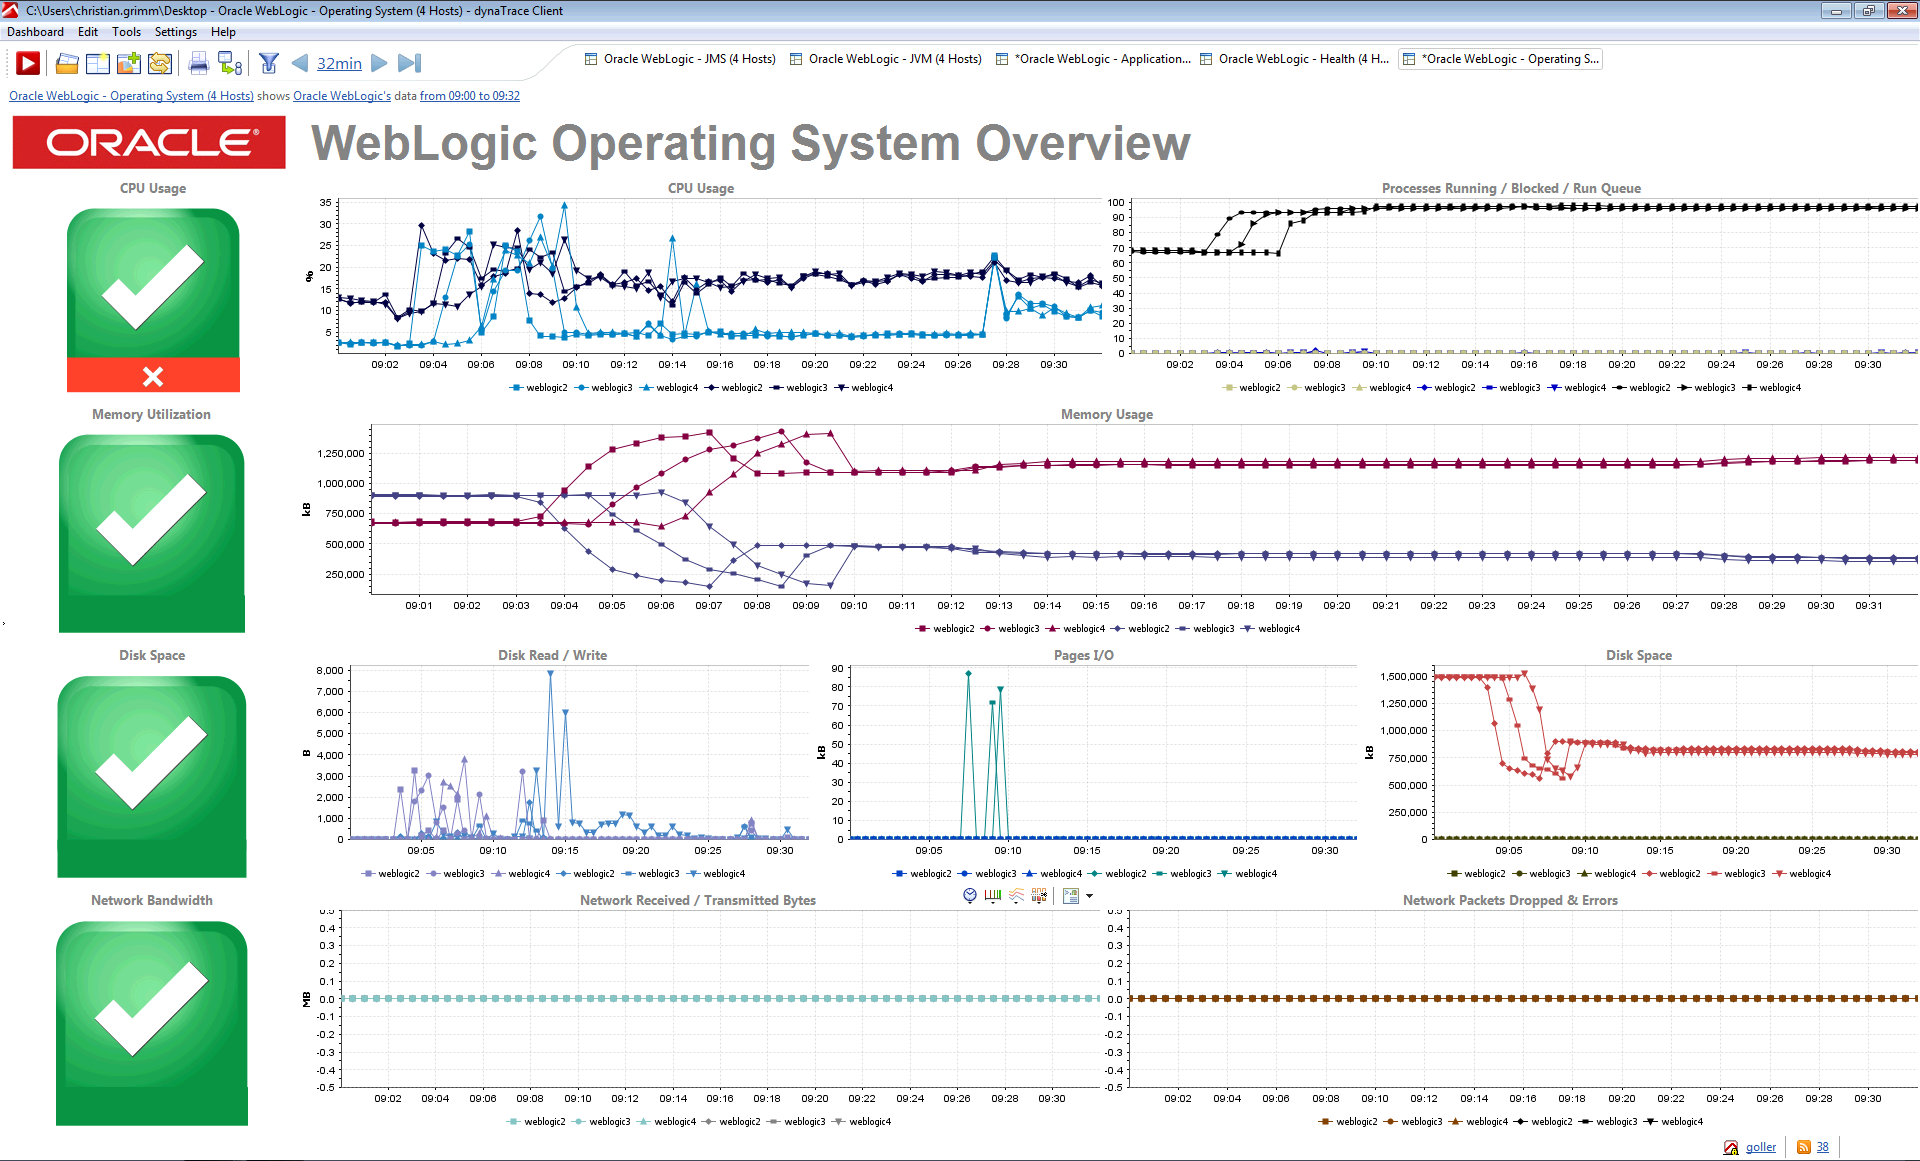 C:\Users\christian.grimm\Desktop - Oracle WebLogic - Operating System (4 Hosts) - dynaTrace Client
Dashboard Edit Tools Settings Help
32min
Oracle WebLogic - JMS (4 Hosts) Oracle WebLogic - JVM (4 Hosts) *Oracle WebLogic - Application... Oracle WebLogic - Health (4 H... *Oracle WebLogic - Operating S...
Oracle WebLogic - Operating System (4 Hosts) shows Oracle WebLogic's data from 09:00 to 09:32
ORACLE® WebLogic Operating System Overview
CPU Usage
CPU Usage
35
30
25
20
15
10
5
%
09:02 09:04 09:06 09:08 09:10 09:12 09:14 09:16 09:18 09:20 09:22 09:24 09:26 09:28 09:30
weblogic2 weblogic3 weblogic4 weblogic2 weblogic3 weblogic4
Processes Running / Blocked / Run Queue
100
90
80
70
60
50
40
30
20
10
0
09:02 09:04 09:06 09:08 09:10 09:12 09:14 09:16 09:18 09:20 09:22 09:24 09:26 09:28 09:30
weblogic2 weblogic3 weblogic4 weblogic2 weblogic3 weblogic4 weblogic2 weblogic3 weblogic4
Memory Utilization
Memory Usage
1,250,000
1,000,000
750,000
500,000
250,000
kB
09:01 09:02 09:03 09:04 09:05 09:06 09:07 09:08 09:09 09:10 09:11 09:12 09:13 09:14 09:15 09:16 09:17 09:18 09:19 09:20 09:21 09:22 09:23 09:24 09:25 09:26 09:27 09:28 09:29 09:30 09:31
weblogic2 weblogic3 weblogic4 weblogic2 weblogic3 weblogic4
Disk Space
Disk Read / Write
8,000
7,000
6,000
5,000
4,000
3,000
2,000
1,000
0
B
09:05 09:10 09:15 09:20 09:25 09:30
weblogic2 weblogic3 weblogic4 weblogic2 weblogic3 weblogic4
Pages I/O
90
80
70
60
50
40
30
20
10
0
kB
09:05 09:10 09:15 09:20 09:25 09:30
weblogic2 weblogic3 weblogic4 weblogic2 weblogic3 weblogic4
Disk Space
1,500,000
1,250,000
1,000,000
750,000
500,000
250,000
0
kB
09:05 09:10 09:15 09:20 09:25 09:30
weblogic2 weblogic3 weblogic4 weblogic2 weblogic3 weblogic4
Network Bandwidth
Network Received / Transmitted Bytes
0.5
0.4
0.3
0.2
0.1
0.0
-0.1
-0.2
-0.3
-0.4
-0.5
MB
09:02 09:04 09:06 09:08 09:10 09:12 09:14 09:16 09:18 09:20 09:22 09:24 09:26 09:28 09:30
weblogic2 weblogic3 weblogic4 weblogic2 weblogic3 weblogic4
Network Packets Dropped & Errors
0.5
0.4
0.3
0.2
0.1
0.0
-0.1
-0.2
-0.3
-0.4
-0.5
09:02 09:04 09:06 09:08 09:10 09:12 09:14 09:16 09:18 09:20 09:22 09:24 09:26 09:28 09:30
weblogic2 weblogic3 weblogic4 weblogic2 weblogic3 weblogic4
goller 38